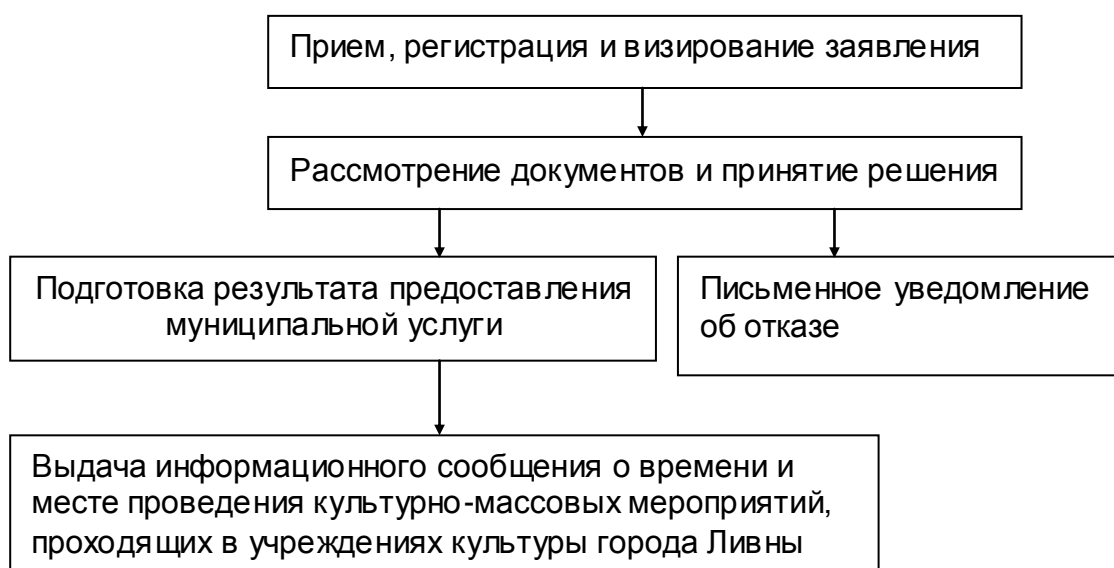 Прием, регистрация и визирование заявления
Рассмотрение документов и принятие решения
Подготовка результата предоставления
муниципальной услуги
Письменное уведомление
об отказе
Выдача информационного сообщения о времени и
месте проведения культурно-массовых мероприятий,
проходящих в учреждениях культуры города Ливны